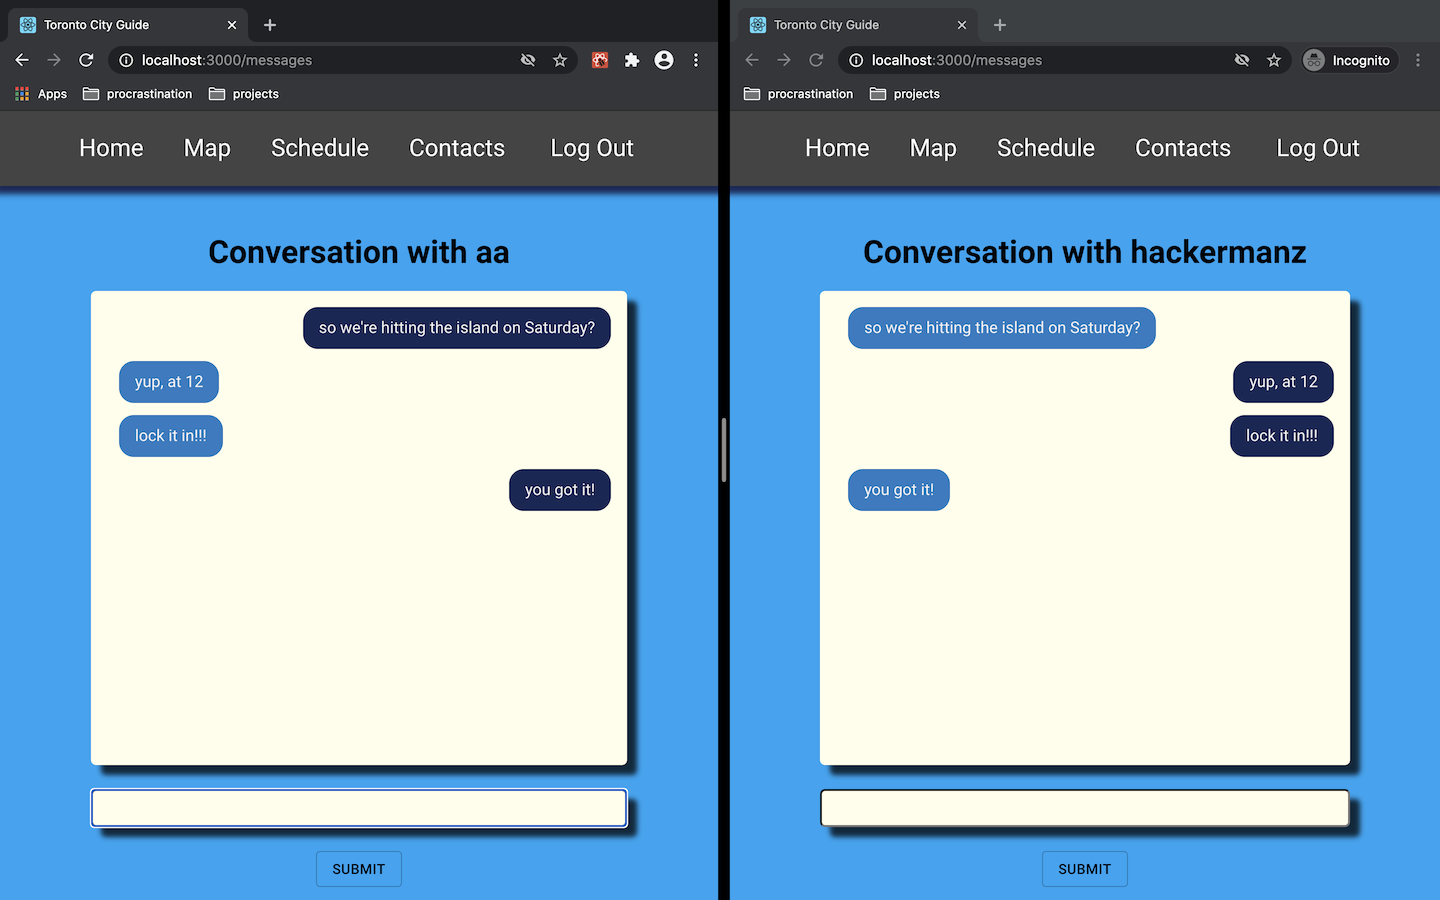 Toronto City Guide
localhost:3000/messages
Apps procrastination projects
Home Map Schedule Contacts Log Out
Conversation with aa
so we're hitting the island on Saturday?
yup, at 12
lock it in!!!
you got it!
SUBMIT
Toronto City Guide
localhost:3000/messages Incognito
procrastination projects
Home Map Schedule Contacts Log Out
Conversation with hackermanz
so we're hitting the island on Saturday?
yup, at 12
lock it in!!!
you got it!
SUBMIT